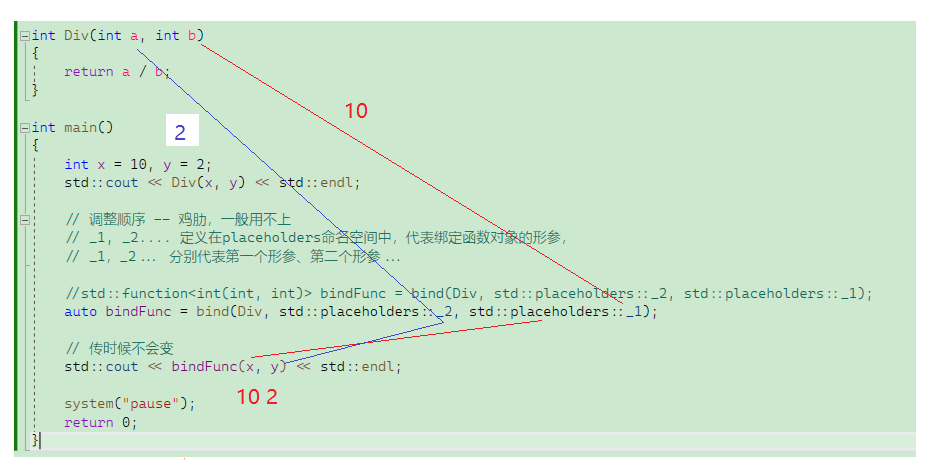 int Div(int a, int b)
{
return a / b;
}
10
int main()
2
{
int x = 10, y = 2;
std::cout << Div(x, y) << std::endl;
// 调整顺序 -- 鸡肋，一般用不上
// _1, _2.... 定义在placeholders命名空间中，代表绑定函数对象的形参，
// _1, _2... 分别代表第一个形参、第二个形参...
//std::function<int(int, int)> bindFunc = bind(Div, std::placeholders::_2, std::placeholders::_1);
auto bindFunc = bind(Div, std::placeholders::_2, std::placeholders::_1);
// 传时候不会变
std::cout << bindFunc(x, y) << std::endl;
10 2
system("pause");
return 0;
}